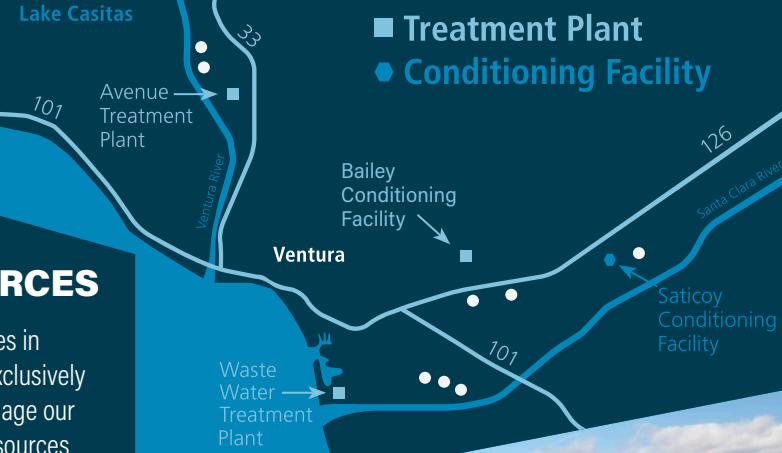 Lake Casitas
33
Treatment Plant
Conditioning Facility
Avenue
Treatment
Plant
101
126
Ventura River
Bailey
Conditioning
Facility
Santa Clara River
Ventura
RCES
Saticoy
Conditioning
Facility
es in
xclusively
age our
sources
101
Waste
Water
Treatment
Plant